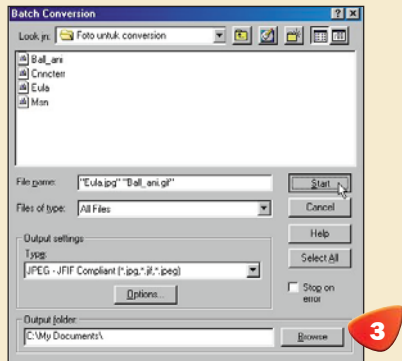 Batch Conversion
Look in: Foto untuk conversion
Ball_ani
Cnncterr
Eula
Msn
File name: "Eula.jpg" "Ball_ani.gif" Start
Files of type: All Files Cancel
Help
Output settings
Type: Select All
JPEG - JFIF Compliant (*.jpg,*.jif,*.jpeg)
Options... Stop on error
Output folder
C:\My Documents\ Browse
3